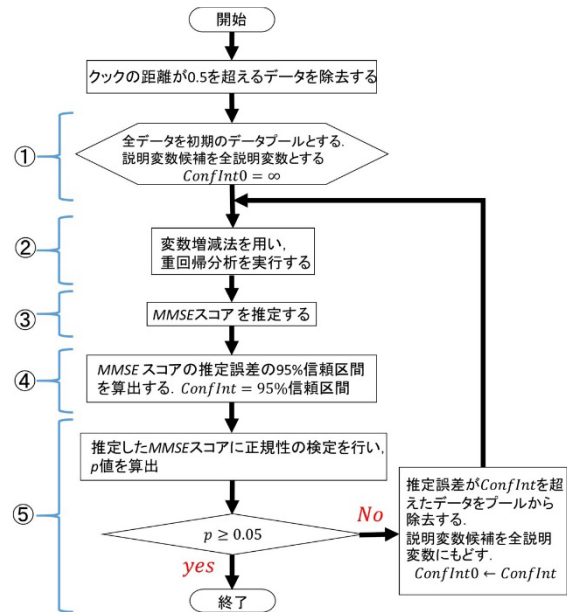 開始
クックの距離が0.5を超えるデータを除去する
①
全データを初期のデータプールとする.
説明変数候補を全説明変数とする
ConfInt0 = ∞
②
変数増減法を用い,
重回帰分析を実行する
③
MMSEスコアを推定する
④
MMSE スコアの推定誤差の95%信頼区間
を算出する. ConfInt = 95%信頼区間
⑤
推定したMMSEスコアに正規性の検定を行い,
p値を算出
p ≥ 0.05
No
yes
推定誤差がConfIntを超
えたデータをプールから
除去する.
説明変数候補を全説明
変数にもどす.
ConfInt0 ← ConfInt
終了